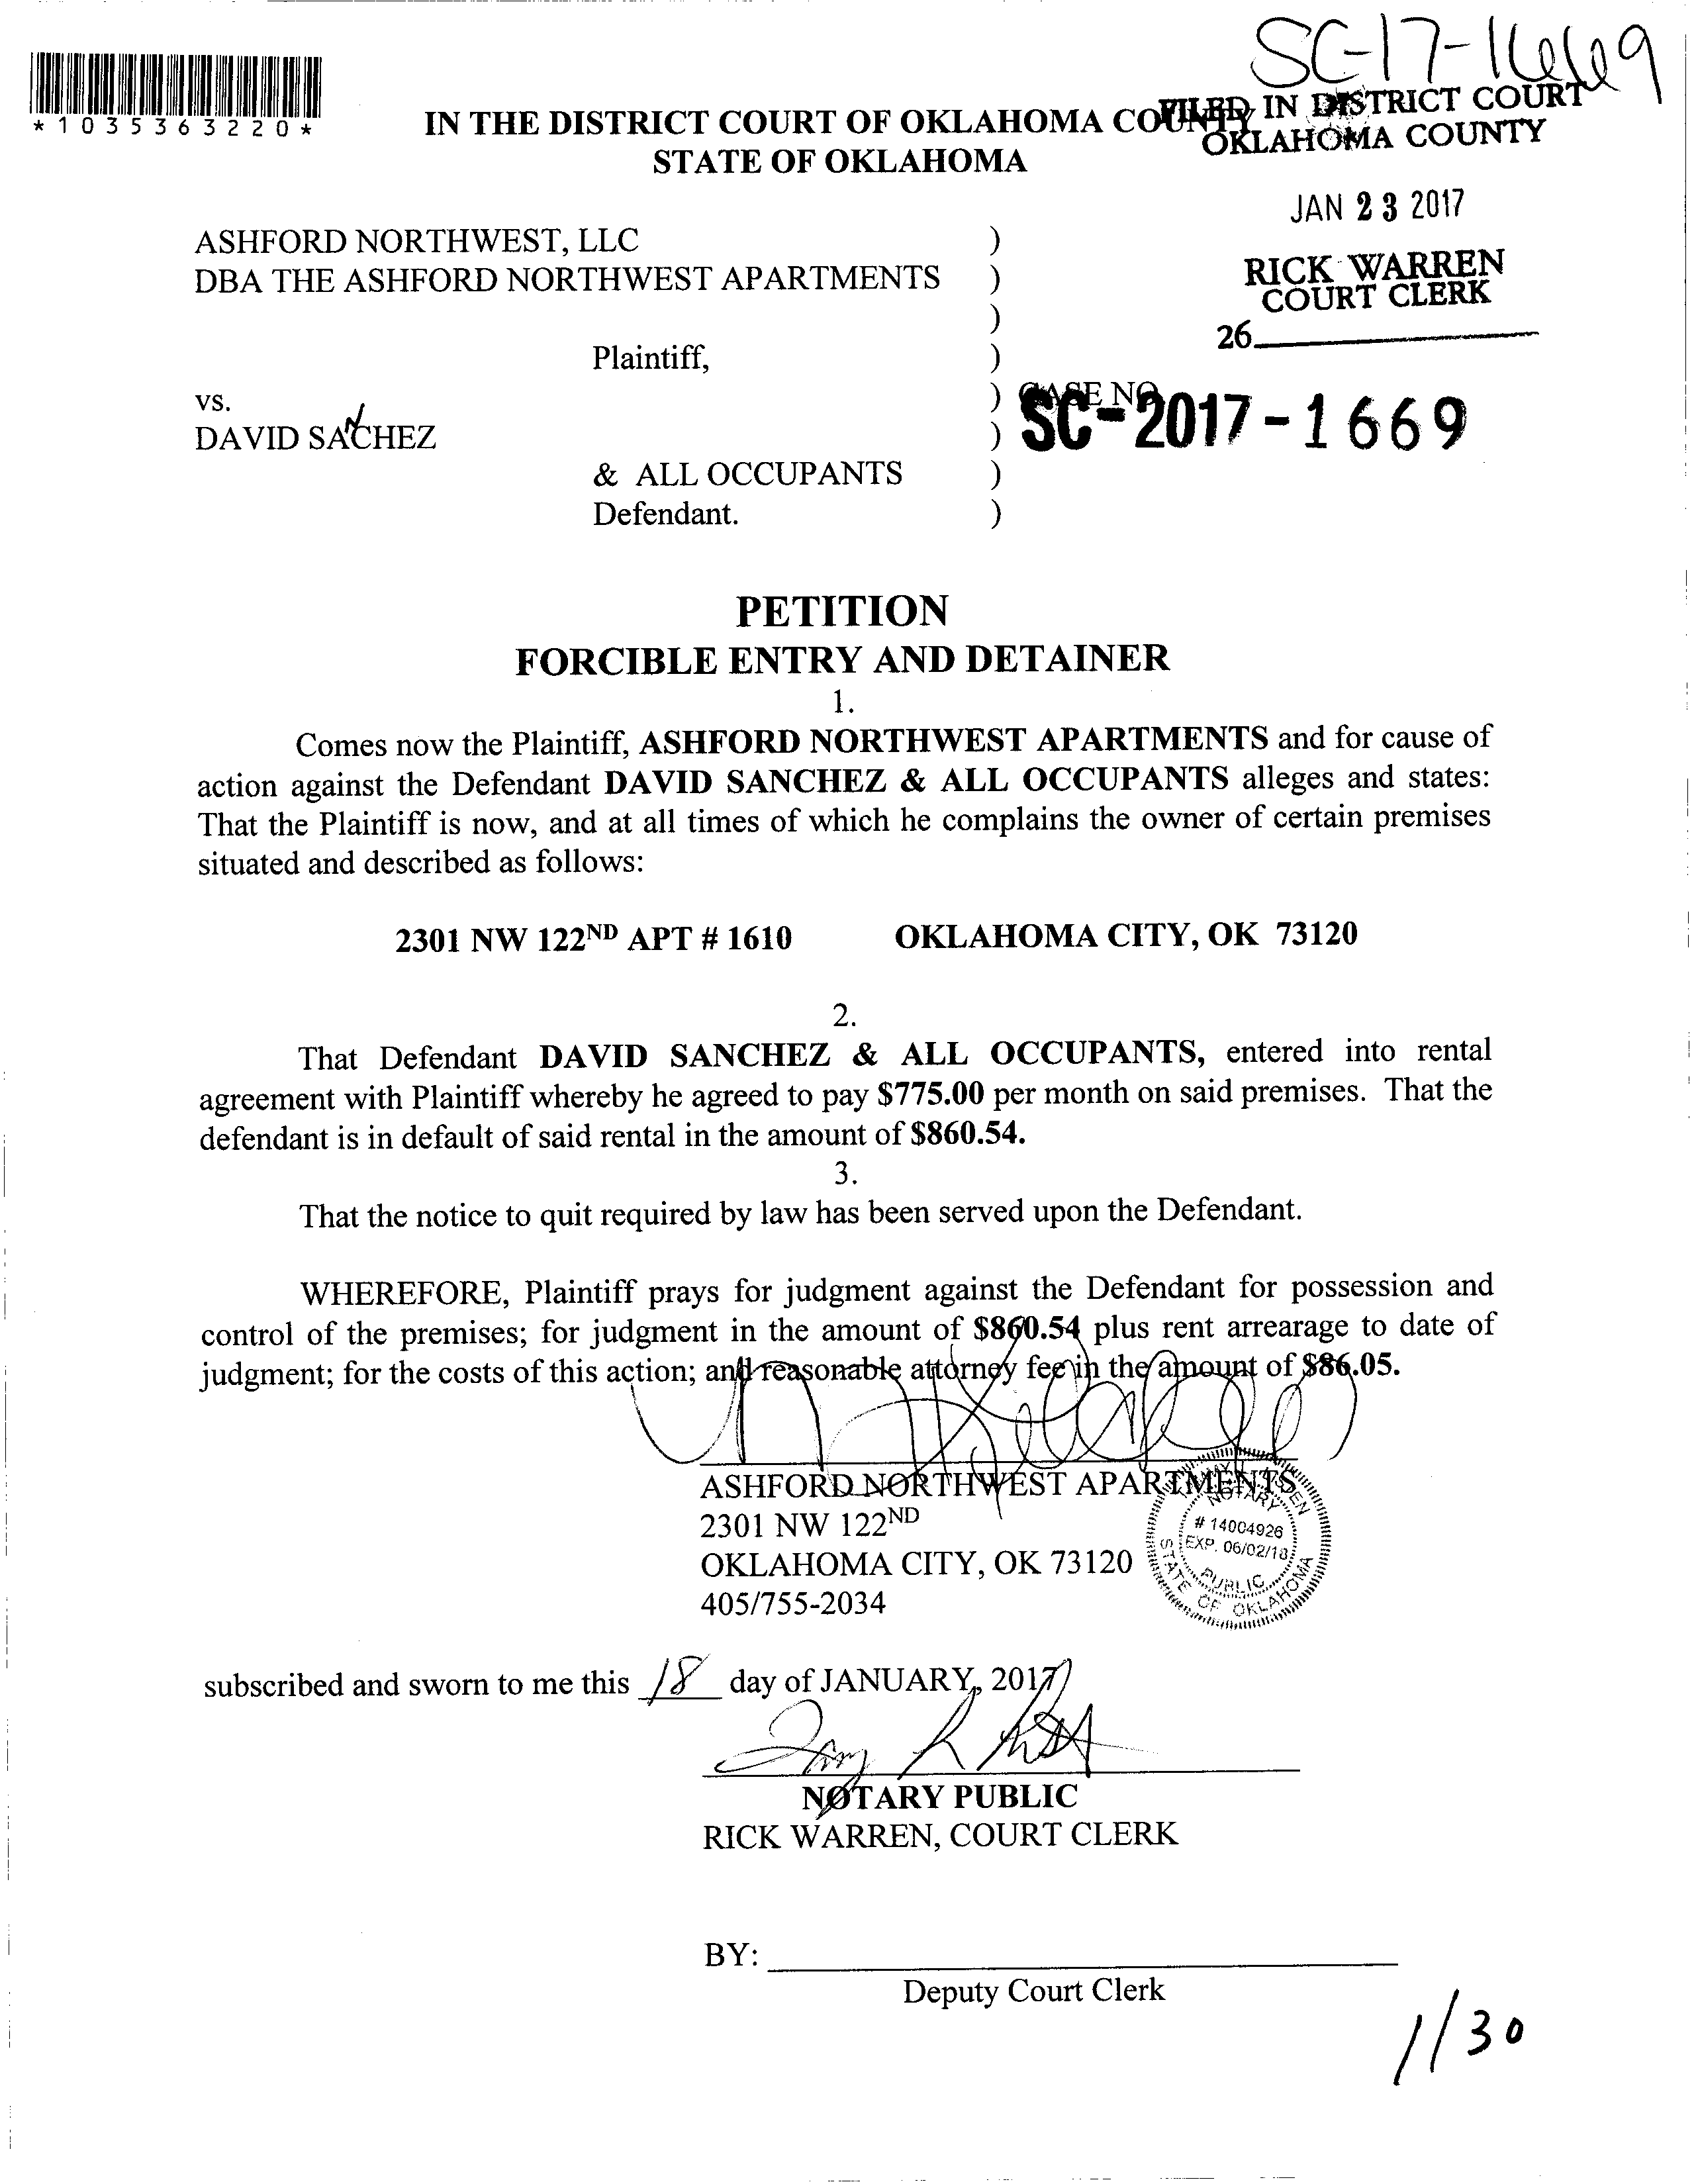 SC-17-1669
*1035363220*
IN THE DISTRICT COURT OF OKLAHOMA COUNTY
STATE OF OKLAHOMA
FILED IN DISTRICT COURT
OKLAHOMA COUNTY
JAN 23 2017
RICK WARREN
COURT CLERK
26
ASHFORD NORTHWEST, LLC )
DBA THE ASHFORD NORTHWEST APARTMENTS )
)
Plaintiff, )
vs. ) CASE NO
SC-2017-1669
DAVID SANCHEZ )
& ALL OCCUPANTS )
Defendant. )
PETITION
FORCIBLE ENTRY AND DETAINER
1.
Comes now the Plaintiff, ASHFORD NORTHWEST APARTMENTS and for cause of
action against the Defendant DAVID SANCHEZ & ALL OCCUPANTS alleges and states:
That the Plaintiff is now, and at all times of which he complains the owner of certain premises
situated and described as follows:
2301 NW 122ND APT # 1610 OKLAHOMA CITY, OK 73120
2.
That Defendant DAVID SANCHEZ & ALL OCCUPANTS, entered into rental
agreement with Plaintiff whereby he agreed to pay $775.00 per month on said premises. That the
defendant is in default of said rental in the amount of $860.54.
3.
That the notice to quit required by law has been served upon the Defendant.
WHEREFORE, Plaintiff prays for judgment against the Defendant for possession and
control of the premises; for judgment in the amount of $860.54 plus rent arrearage to date of
judgment; for the costs of this action; and reasonable attorney fee in the amount of $86.05.
ASHFORD NORTHWEST APARTMENTS
2301 NW 122ND
OKLAHOMA CITY, OK 73120
405/755-2034
NOTARY
# 14004926
EXP. 06/02/18
PUBLIC
STATE OF OKLAHOMA
subscribed and sworn to me this 18 day of JANUARY, 2017
NOTARY PUBLIC
RICK WARREN, COURT CLERK
BY:
Deputy Court Clerk
1/30